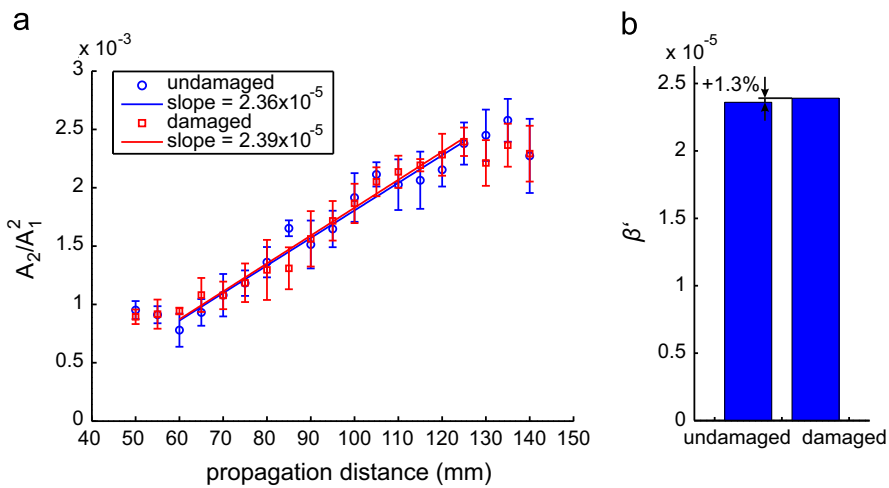 a
x 10⁻³
3
2.5
2
1.5
1
0.5
0
A₂/A₁²
undamaged
slope = 2.36x10⁻⁵
damaged
slope = 2.39x10⁻⁵
40 50 60 70 80 90 100 110 120 130 140 150
propagation distance (mm)
b
x 10⁻⁵
2.5
2
1.5
1
0.5
0
β‘
+1.3%
undamaged damaged